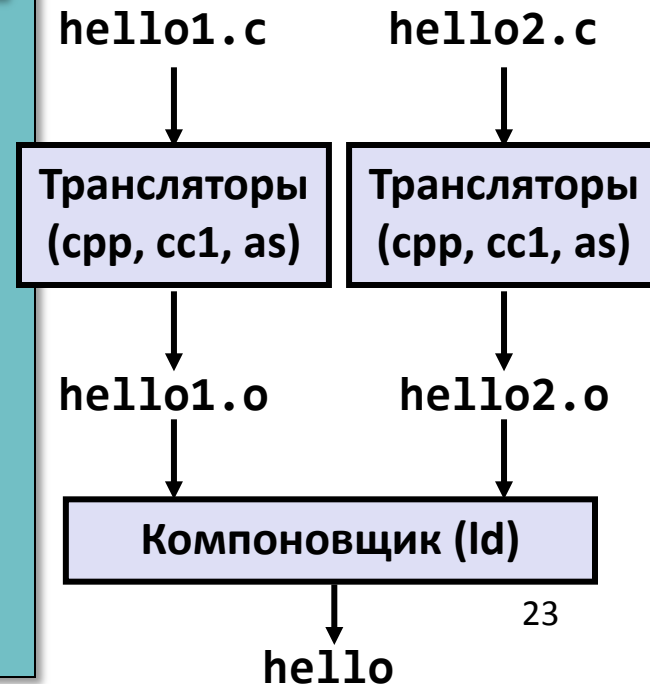 hello1.c hello2.c
Трансляторы Трансляторы
(cpp, cc1, as) (cpp, cc1, as)
hello1.o hello2.o
Компоновщик (ld)
23
hello